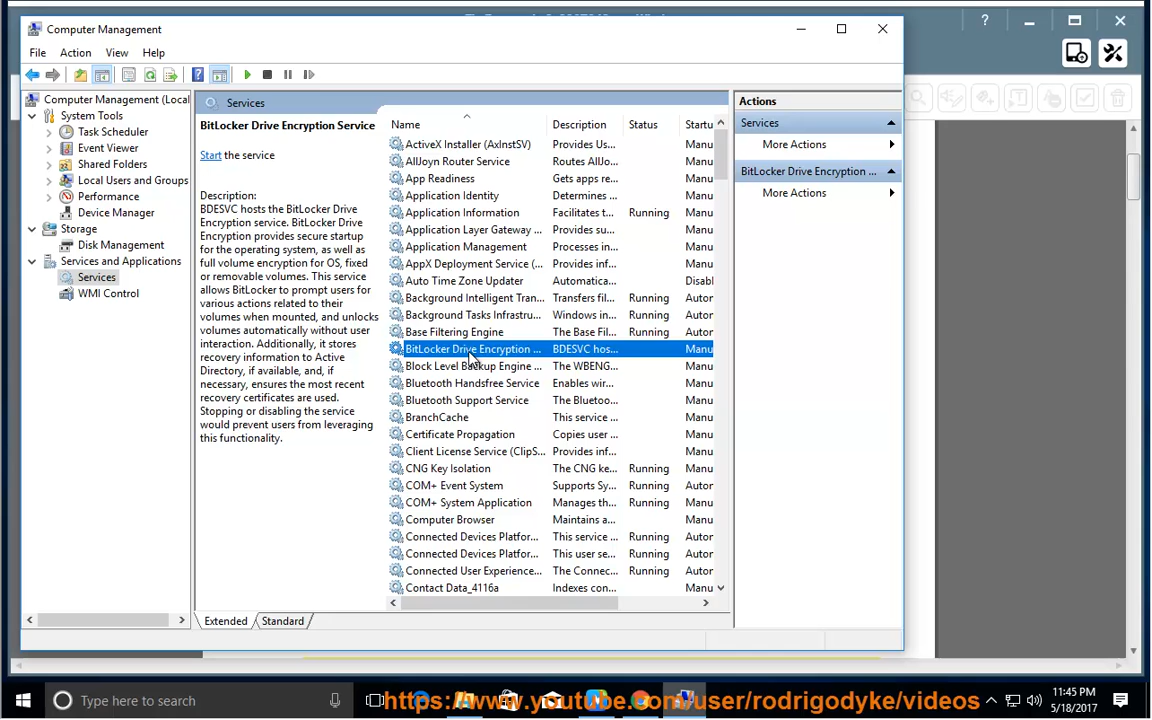 Computer Management
File Action View Help
Computer Management (Local
System Tools
Task Scheduler
Event Viewer
Shared Folders
Local Users and Groups
Performance
Device Manager
Storage
Disk Management
Services and Applications
Services
WMI Control
Services
BitLocker Drive Encryption Service
Start the service
Description:
BDESVC hosts the BitLocker Drive
Encryption service. BitLocker Drive
Encryption provides secure startup
for the operating system, as well as
full volume encryption for OS, fixed
or removable volumes. This service
allows BitLocker to prompt users for
various actions related to their
volumes when mounted, and unlocks
volumes automatically without user
interaction. Additionally, it stores
recovery information to Active
Directory, if available, and, if
necessary, ensures the most recent
recovery certificates are used.
Stopping or disabling the service
would prevent users from leveraging
this functionality.
Name Description Status Startu
ActiveX Installer (AxInstSV) Provides Us... Manu
AllJoyn Router Service Routes AllJo... Manu
App Readiness Gets apps re... Manu
Application Identity Determines ... Manu
Application Information Facilitates t... Running Manu
Application Layer Gateway ... Provides su... Manu
Application Management Processes in... Manu
AppX Deployment Service (... Provides inf... Manu
Auto Time Zone Updater Automatica... Disabl
Background Intelligent Tran... Transfers fil... Running Autor
Background Tasks Infrastru... Windows in... Running Autor
Base Filtering Engine The Base Fil... Running Autor
BitLocker Drive Encryption ... BDESVC hos... Manu
Block Level Backup Engine ... The WBENG... Manu
Bluetooth Handsfree Service Enables wir... Manu
Bluetooth Support Service The Bluetoo... Manu
BranchCache This service ... Manu
Certificate Propagation Copies user ... Manu
Client License Service (ClipS... Provides inf... Manu
CNG Key Isolation The CNG ke... Running Manu
COM+ Event System Supports Sy... Running Autor
COM+ System Application Manages th... Running Manu
Computer Browser Maintains a... Manu
Connected Devices Platfor... This service ... Running Autor
Connected Devices Platfor... This user se... Running Autor
Connected User Experience... The Connec... Running Autor
Contact Data_4116a Indexes con... Manu
Extended Standard
Actions
Services
More Actions
BitLocker Drive Encryption ...
More Actions
Type here to search
https://www.youtube.com/user/rodrigodyke/videos
11:45 PM
5/18/2017